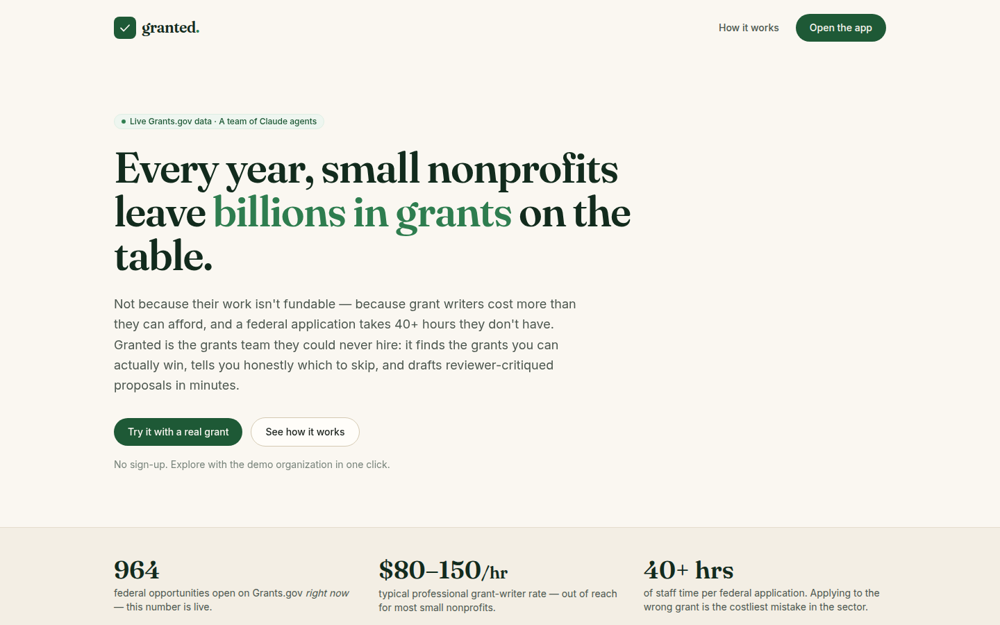 granted.
How it works
Open the app
Live Grants.gov data · A team of Claude agents
Every year, small nonprofits
leave billions in grants on the
table.
Not because their work isn't fundable — because grant writers cost more than
they can afford, and a federal application takes 40+ hours they don't have.
Granted is the grants team they could never hire: it finds the grants you can
actually win, tells you honestly which to skip, and drafts reviewer-critiqued
proposals in minutes.
Try it with a real grant
See how it works
No sign-up. Explore with the demo organization in one click.
964
federal opportunities open on Grants.gov right now
— this number is live.
$80–150/hr
typical professional grant-writer rate — out of reach
for most small nonprofits.
40+ hrs
of staff time per federal application. Applying to the
wrong grant is the costliest mistake in the sector.